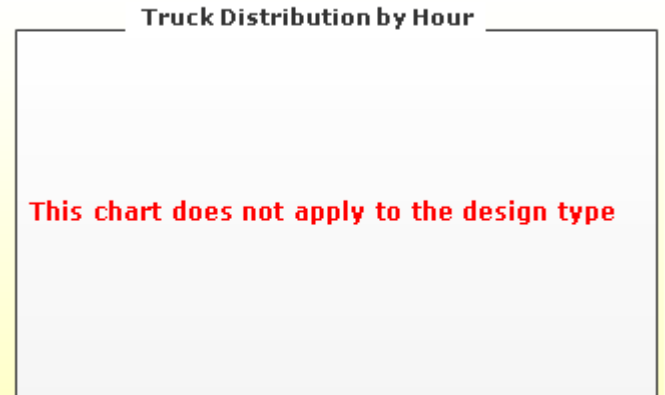 Truck Distribution by Hour
This chart does not apply to the design type